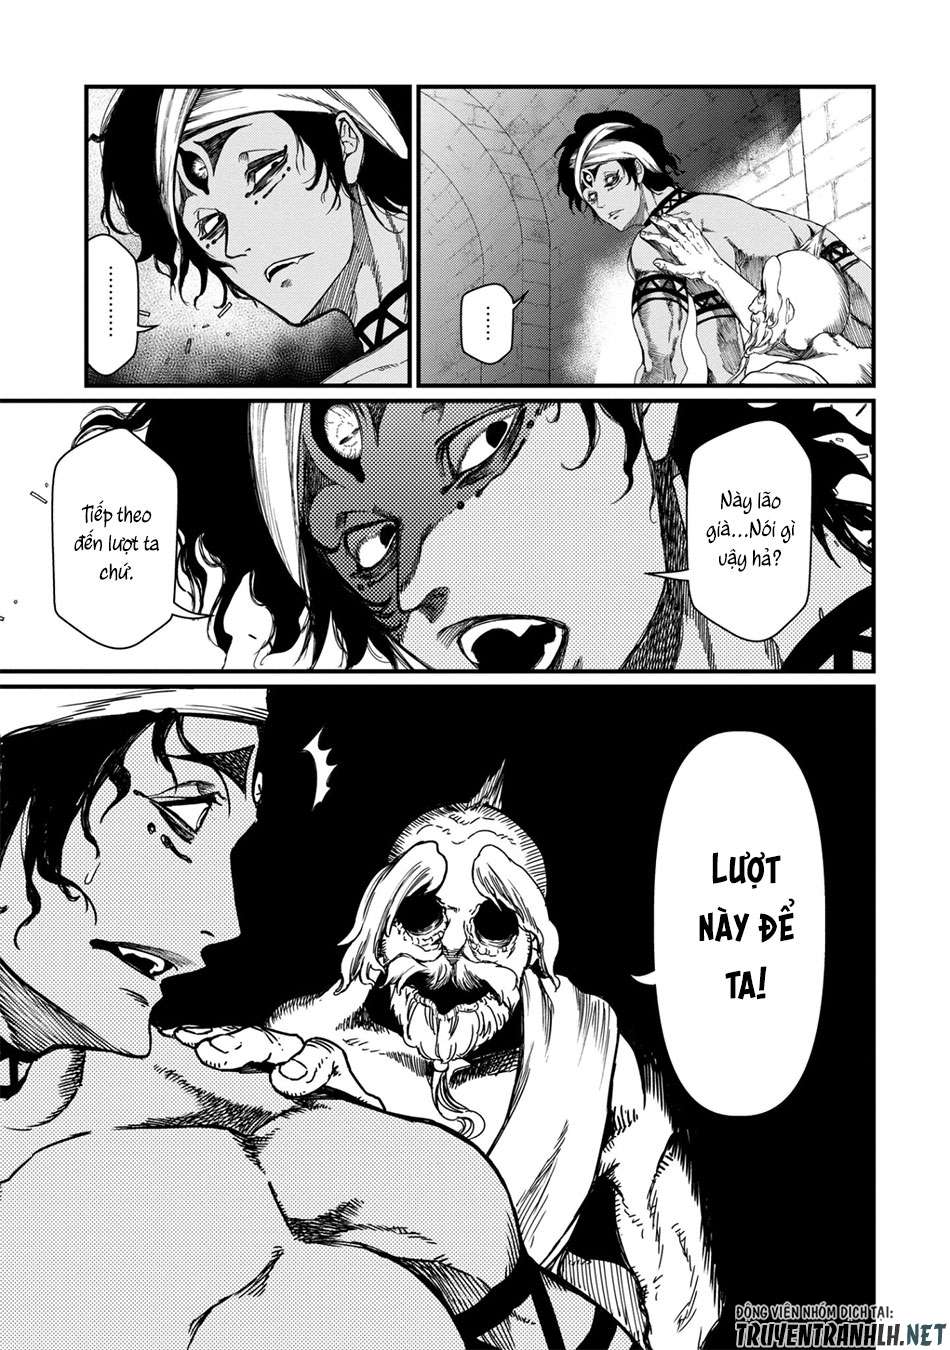 ………
………
Này lão
già...Nói gì
vậy hả?
Tiếp theo
đến lượt ta
chứ.
LƯỢT
NÀY ĐỂ
TA!
ĐỘNG VIÊN NHÓM DỊCH TẠI:
TRUYENTRANHLH.NET